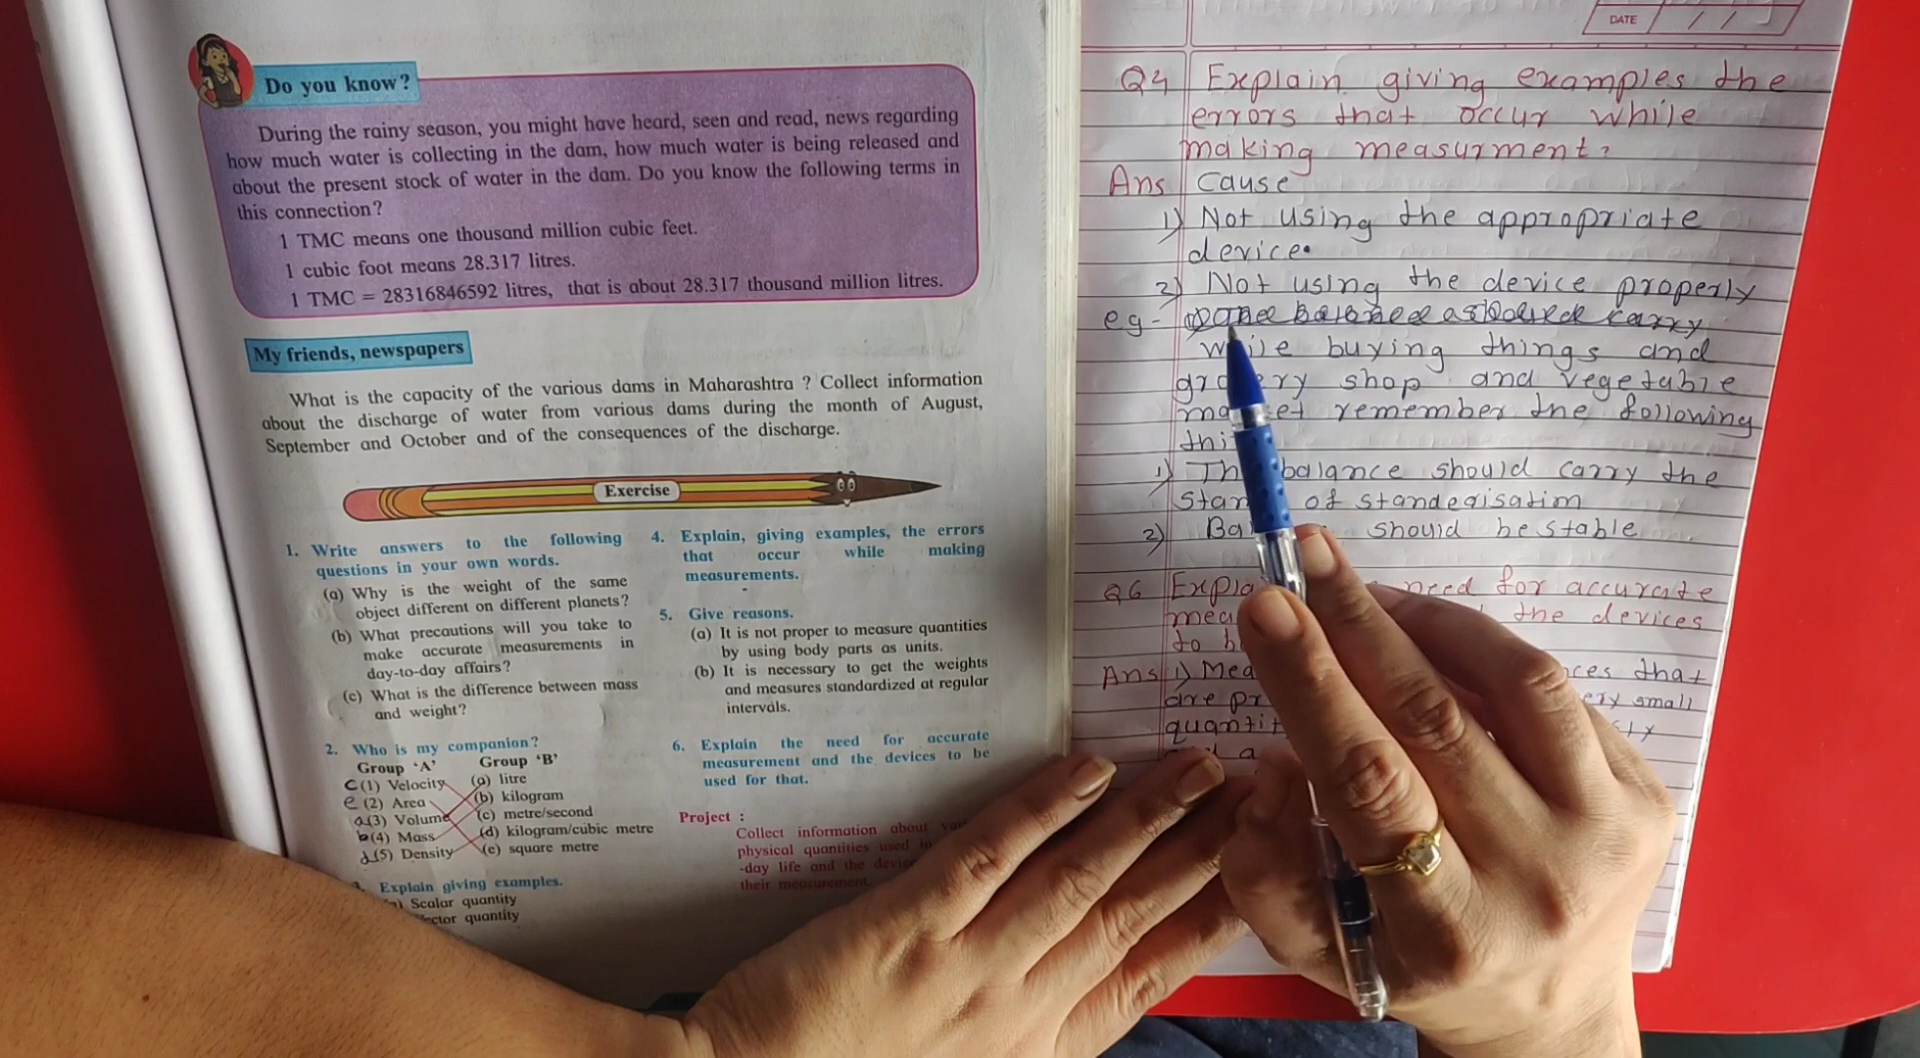 Do you know?
During the rainy season, you might have heard, seen and read, news regarding
how much water is collecting in the dam, how much water is being released and
about the present stock of water in the dam. Do you know the following terms in
this connection?
1 TMC means one thousand million cubic feet.
1 cubic foot means 28.317 litres.
1 TMC = 28316846592 litres, that is about 28.317 thousand million litres.
My friends, newspapers
What is the capacity of the various dams in Maharashtra ? Collect information
about the discharge of water from various dams during the month of August,
September and October and of the consequences of the discharge.
Exercise
1. Write answers to the following
questions in your own words.
(a) Why is the weight of the same
object different on different planets?
(b) What precautions will you take to
make accurate measurements in
day-to-day affairs?
(c) What is the difference between mass
and weight?
2. Who is my companion?
Group 'A' Group 'B'
c (1) Velocity (a) litre
e (2) Area (b) kilogram
a (3) Volume (c) metre/second
b (4) Mass (d) kilogram/cubic metre
d (5) Density (e) square metre
Explain giving examples.
Scalar quantity
quantity
4. Explain, giving examples, the errors
that occur while making
measurements.
5. Give reasons.
(a) It is not proper to measure quantities
by using body parts as units.
(b) It is necessary to get the weights
and measures standardized at regular
intervals.
6. Explain the need for accurate
measurement and the devices to be
used for that.
Project :
Collect information about
physical quantities used in
-day life and the
their measurement.
DATE / /
Q4 Explain giving examples the
errors that occur while
making measurment?
Ans Cause
1) Not using the appropriate
device.
2) Not using the device properly
eg- carry
while buying things and
shop and vegetable
remember the following
1) balance should carry the
of standegisatim
2) should be stable
Q6 need for accurate
the devices
to
Ans 1) that
are small